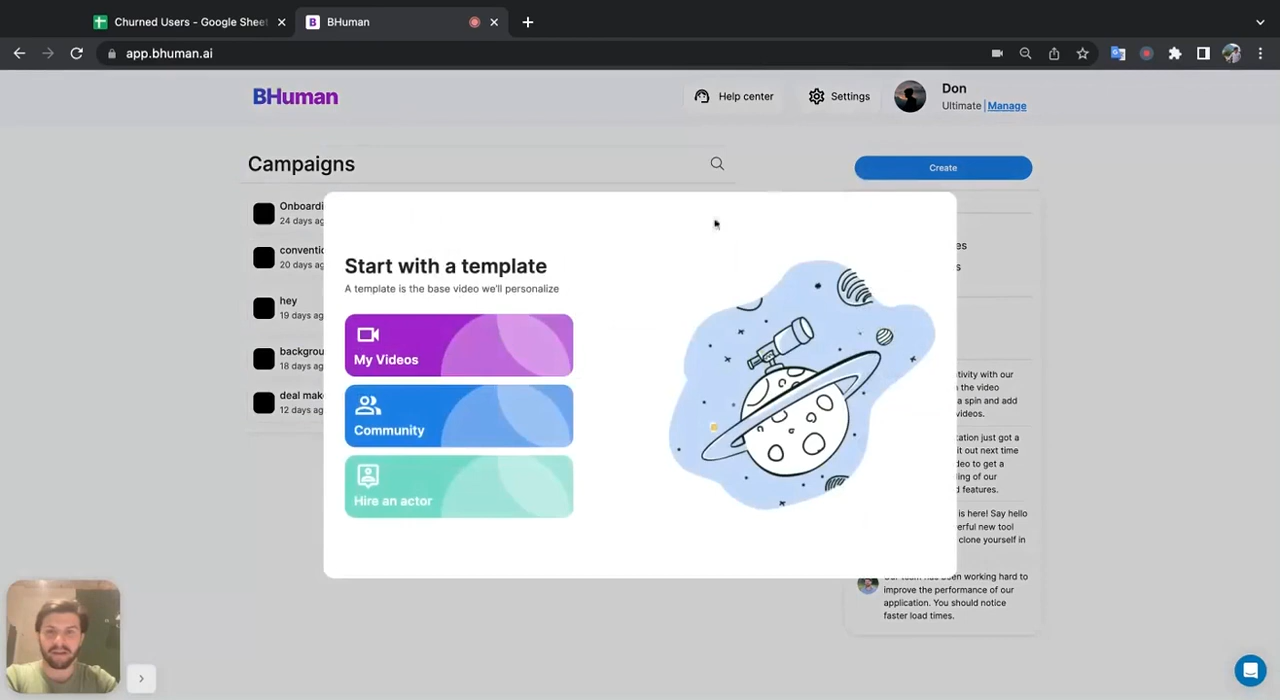 Churned Users - Google Sheet
BHuman
app.bhuman.ai
BHuman
Help center
Settings
Don
Ultimate | Manage
Campaigns
Create
Onboardi
24 days ag
conventio
20 days ag
hey
19 days ag
backgrou
18 days ag
deal make
12 days ag
Start with a template
A template is the base video we'll personalize
My Videos
Community
Hire an actor
es
s
tivity with our
the video
a spin and add
videos.
ation just got a
it out next time
deo to get a
ng of our
d features.
is here! Say hello
erful new tool
clone yourself in
Our team has been working hard to
improve the performance of our
application. You should notice
faster load times.